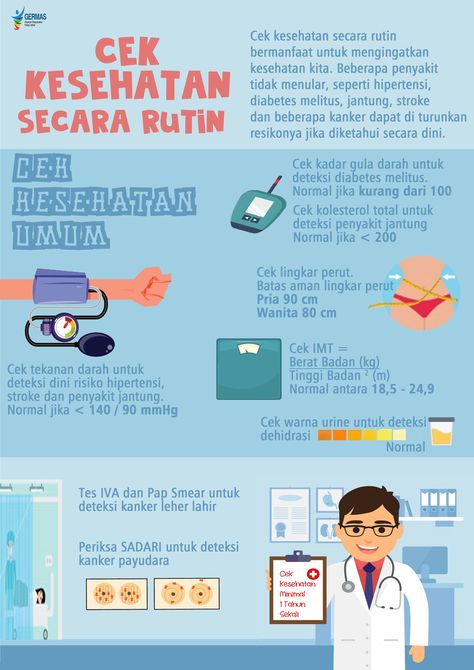 GERMAS
CEK
KESEHATAN
SECARA RUTIN
Cek kesehatan secara rutin
bermanfaat untuk mengingatkan
kesehatan kita. Beberapa penyakit
tidak menular, seperti hipertensi,
diabetes melitus, jantung, stroke
dan beberapa kanker dapat di turunkan
resikonya jika diketahui secara dini.
CEK
KESEHATAN
UMUM
Cek kadar gula darah untuk
deteksi diabetes melitus.
Normal jika kurang dari 100
Cek kolesterol total untuk
deteksi penyakit jantung
Normal jika < 200
Cek lingkar perut.
Batas aman lingkar perut
Pria 90 cm
Wanita 80 cm
Cek tekanan darah untuk
deteksi dini risiko hipertensi,
stroke dan penyakit jantung.
Normal jika < 140 / 90 mmHg
Cek IMT =
Berat Badan (kg)
Tinggi Badan ² (m)
Normal antara 18,5 - 24,9
Cek warna urine untuk deteksi
dehidrasi
Normal
Tes IVA dan Pap Smear untuk
deteksi kanker leher lahir
Periksa SADARI untuk deteksi
kanker payudara
Cek
Kesehatan
Minimal
1 Tahun
Sekali